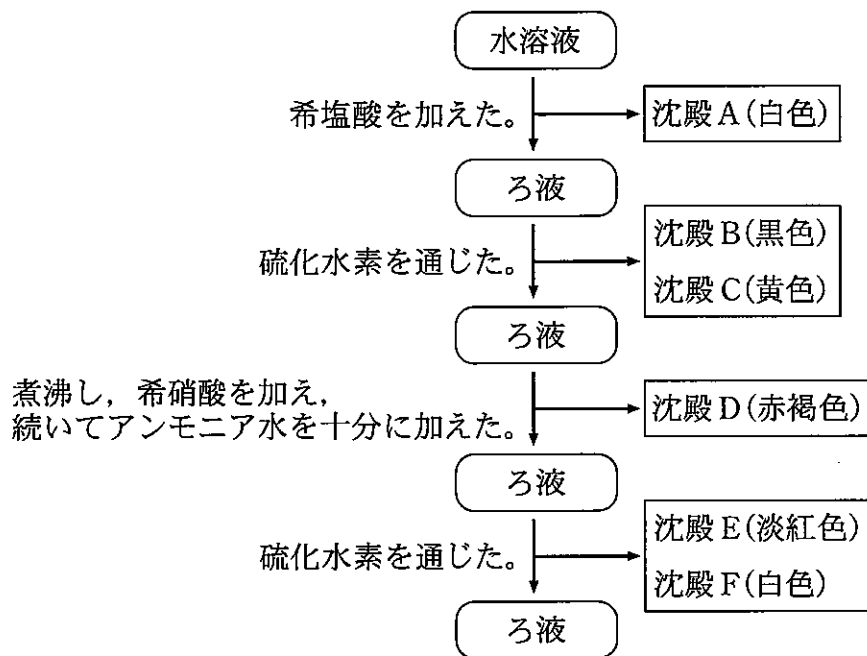 水溶液
希塩酸を加えた。
沈殿A(白色)
ろ液
硫化水素を通じた。
沈殿B(黒色)
沈殿C(黄色)
ろ液
煮沸し，希硝酸を加え，
続いてアンモニア水を十分に加えた。
沈殿D(赤褐色)
ろ液
硫化水素を通じた。
沈殿E(淡紅色)
沈殿F(白色)
ろ液